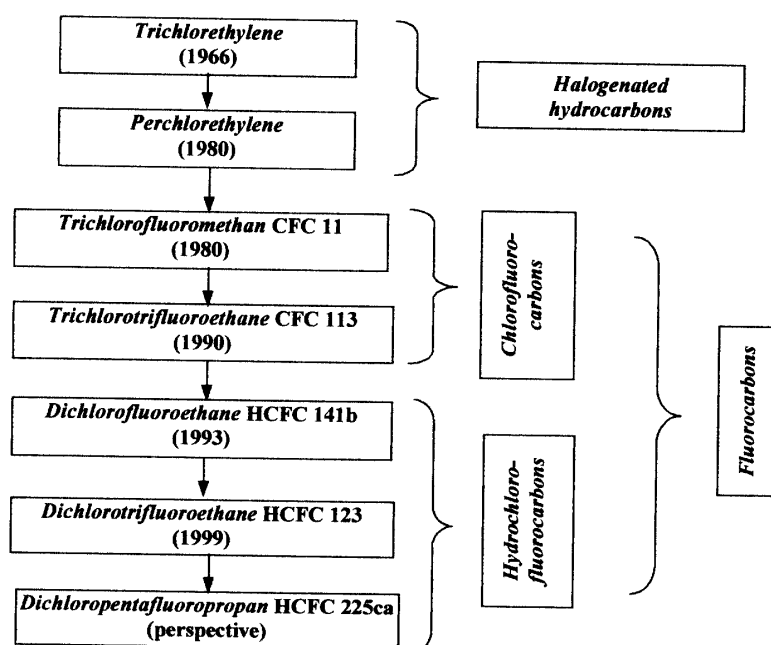 Trichlorethylene
(1966)
Halogenated
hydrocarbons
Perchlorethylene
(1980)
Trichlorofluoromethan CFC 11
(1980)
Trichlorotrifluoroethane CFC 113
(1990)
Chlorofluoro-
carbons
Dichlorofluoroethane HCFC 141b
(1993)
Dichlorotrifluoroethane HCFC 123
(1999)
Dichloropentafluoropropan HCFC 225ca
(perspective)
Hydrochloro-
fluorocarbons
Fluorocarbons